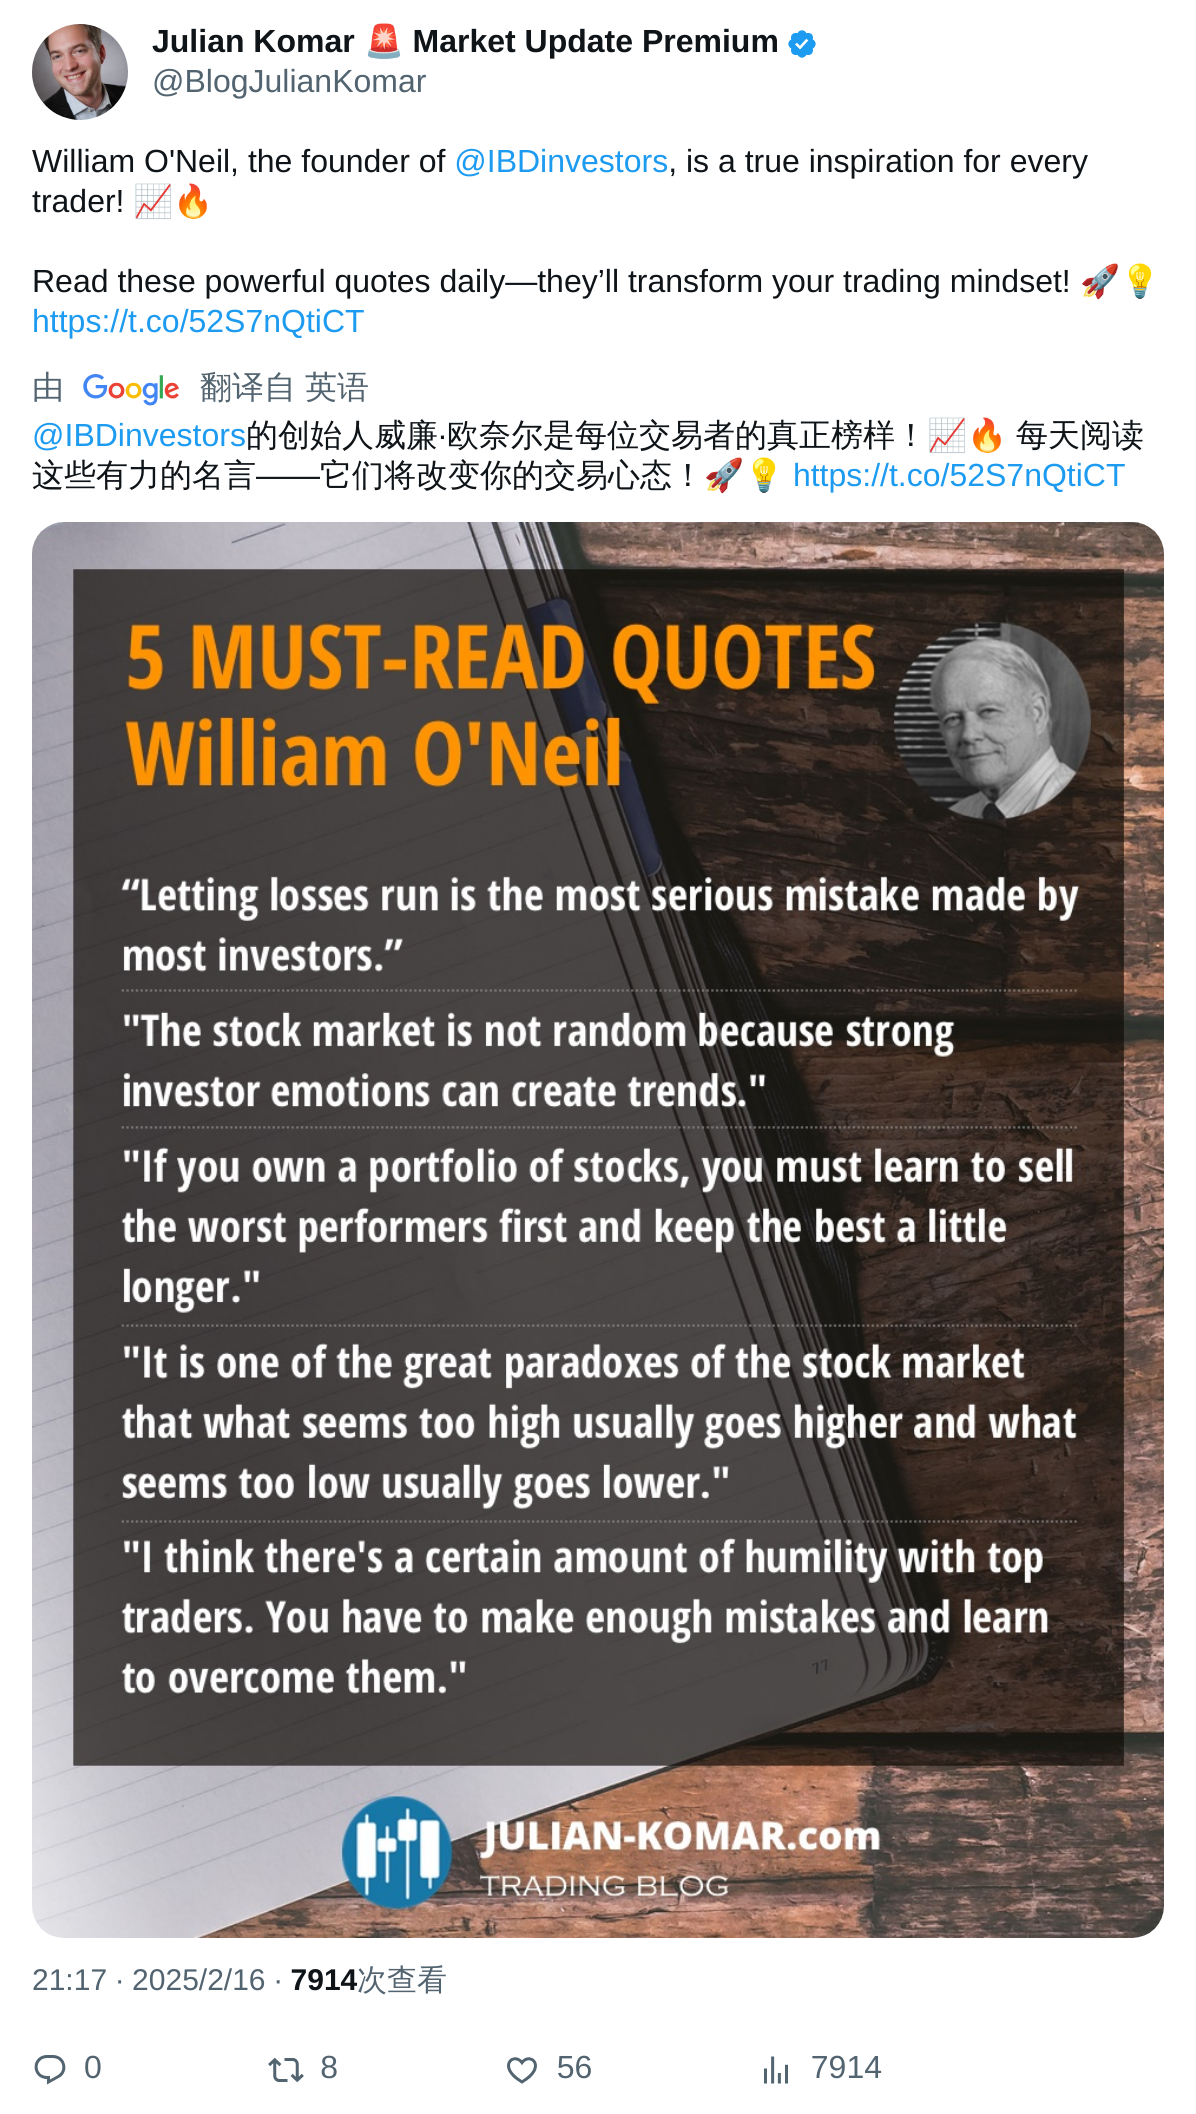 Julian Komar 🚨 Market Update Premium
@BlogJulianKomar
William O'Neil, the founder of @IBDinvestors, is a true inspiration for every
trader! 📈🔥
Read these powerful quotes daily—they’ll transform your trading mindset! 🚀💡
https://t.co/52S7nQtiCT
由 Google 翻译自 英语
@IBDinvestors的创始人威廉·欧奈尔是每位交易者的真正榜样！📈🔥 每天阅读
这些有力的名言——它们将改变你的交易心态！🚀💡 https://t.co/52S7nQtiCT
5 MUST-READ QUOTES
William O'Neil
“Letting losses run is the most serious mistake made by
most investors.”
"The stock market is not random because strong
investor emotions can create trends."
"If you own a portfolio of stocks, you must learn to sell
the worst performers first and keep the best a little
longer."
"It is one of the great paradoxes of the stock market
that what seems too high usually goes higher and what
seems too low usually goes lower."
"I think there's a certain amount of humility with top
traders. You have to make enough mistakes and learn
to overcome them."
77
JULIAN-KOMAR.com
TRADING BLOG
21:17 · 2025/2/16 · 7914次查看
0 8 56 7914